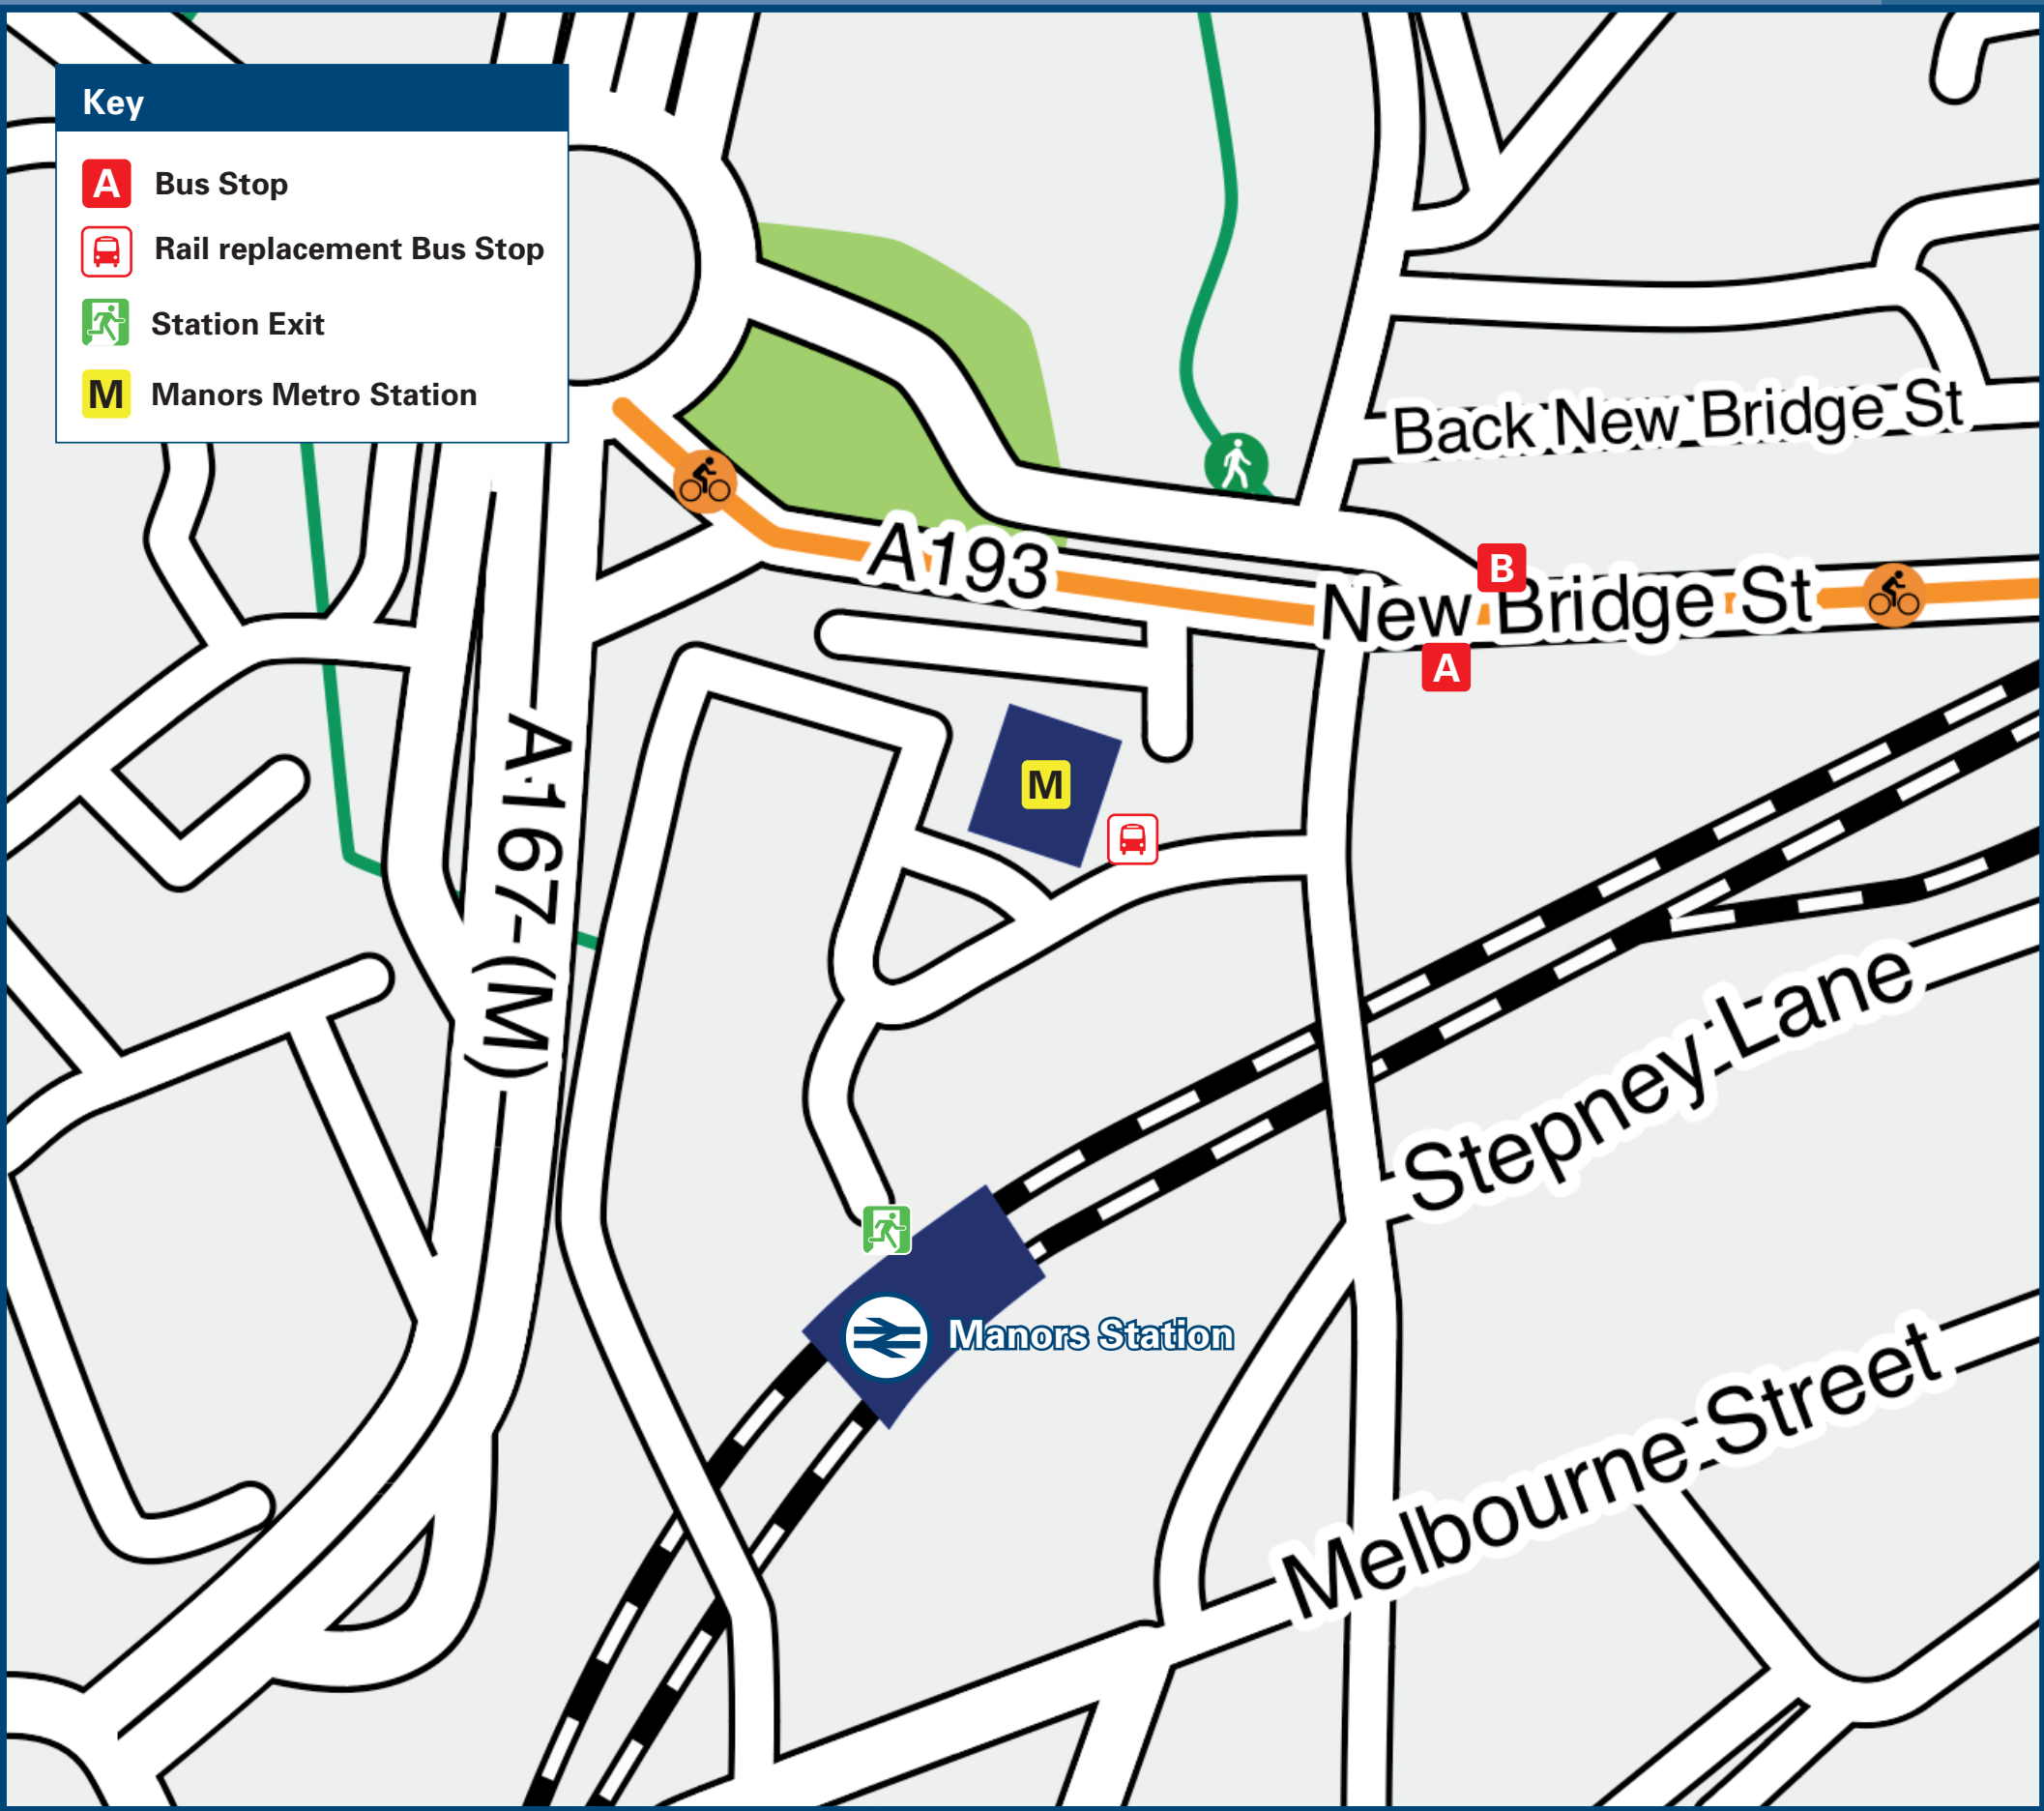 Key
A Bus Stop
Rail replacement Bus Stop
Station Exit
M Manors Metro Station
Back New Bridge St
A193
B
New Bridge St
A
A167-(M)
M
Stepney Lane
Manors Station
Melbourne Street